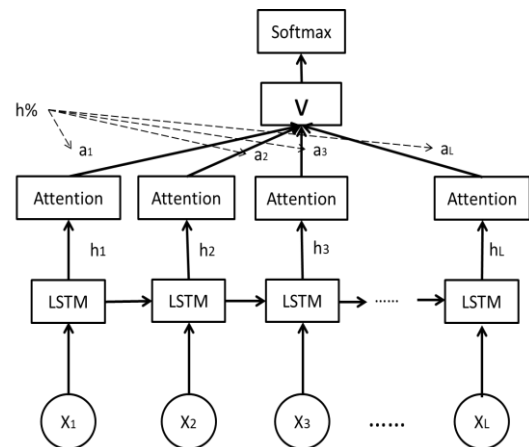 Softmax
V
h%
a1 a2 a3 aL
Attention Attention Attention Attention
h1 h2 h3 hL
LSTM LSTM LSTM ...... LSTM
X1 X2 X3 ...... XL